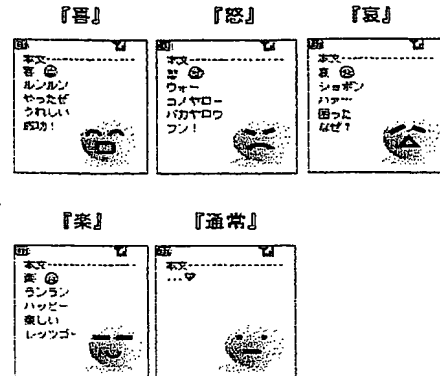 『喜』
『怒』
『哀』
本文
喜
ルンルン
やったぜ
うれしい
成功！
本文
怒
ウォー
コノヤロー
バカヤロウ
フン！
本文
哀
ショボン
ハァ…
困った
なぜ？
『楽』
『通常』
本文
楽
ランラン
ハッピー
楽しい
レッツゴー
本文
…